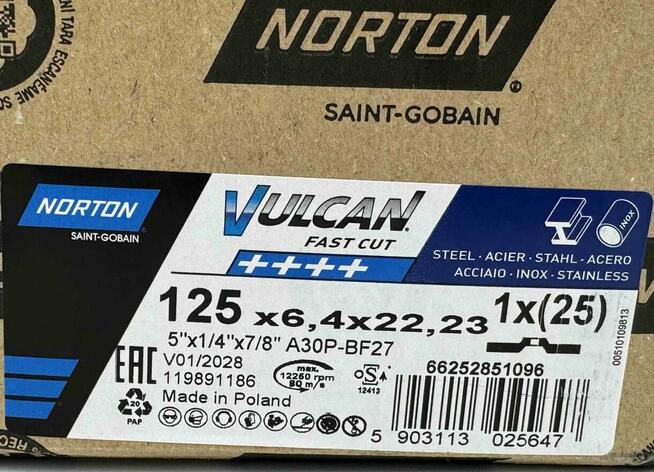 NORTON
SAINT-GOBAIN
NORTON
SAINT-GOBAIN
VULCAN
FAST CUT
++++
INOX
STEEL · ACIER · STAHL · ACERO
ACCIAIO · INOX · STAINLESS
125 x6,4x22,23 1x(25)
5"x1/4"x7/8" A30P-BF27
EAC
V01/2028
119891186
max.
12250 rpm
80 m/s
oSa
12413
66252851096
00510109813
Made in Poland
20
PAP
5 903113 025647